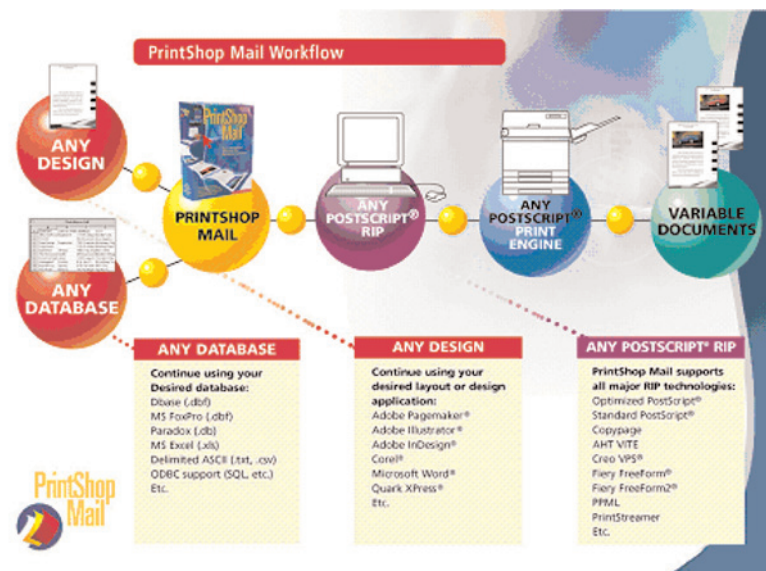 PrintShop Mail Workflow
ANY
DESIGN
PrintShop
Mail
PRINTSHOP
MAIL
ANY
POSTSCRIPT®
RIP
ANY
POSTSCRIPT®
PRINT
ENGINE
VARIABLE
DOCUMENTS
ANY
DATABASE
ANY DATABASE
Continue using your
Desired database:
Dbase (.dbf)
MS FoxPro (.dbf)
Paradox (.db)
MS Excel (.xls)
Delimited ASCII (.txt, .csv)
ODBC support (SQL, etc.)
Etc.
ANY DESIGN
Continue using your
desired layout or design
application:
Adobe Pagemaker®
Adobe Illustrator®
Adobe InDesign®
Corel®
Microsoft Word®
Quark XPress®
Etc.
ANY POSTSCRIPT® RIP
PrintShop Mail supports
all major RIP technologies:
Optimized PostScript®
Standard PostScript®
Copypage
AHT VITE
Creo VPS®
Fiery FreeForm®
Fiery FreeForm2®
PPML
PrintStreamer
Etc.
PrintShop
Mail